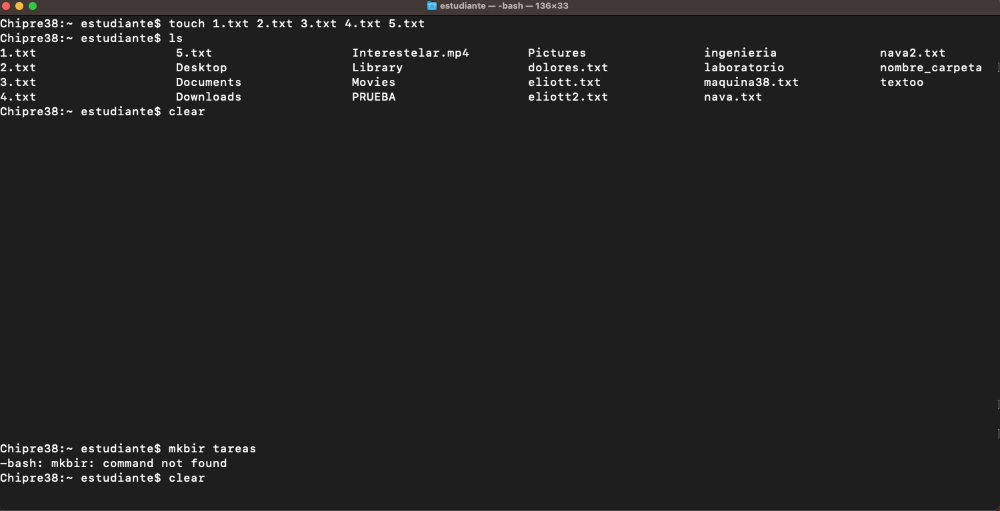 estudiante — -bash — 136×33
Chipre38:~ estudiante$ touch 1.txt 2.txt 3.txt 4.txt 5.txt
Chipre38:~ estudiante$ ls
1.txt 5.txt Interestelar.mp4 Pictures ingenieria nava2.txt
2.txt Desktop Library dolores.txt laboratorio nombre_carpeta
3.txt Documents Movies eliott.txt maquina38.txt textoo
4.txt Downloads PRUEBA eliott2.txt nava.txt
Chipre38:~ estudiante$ clear
Chipre38:~ estudiante$ mkbir tareas
-bash: mkbir: command not found
Chipre38:~ estudiante$ clear